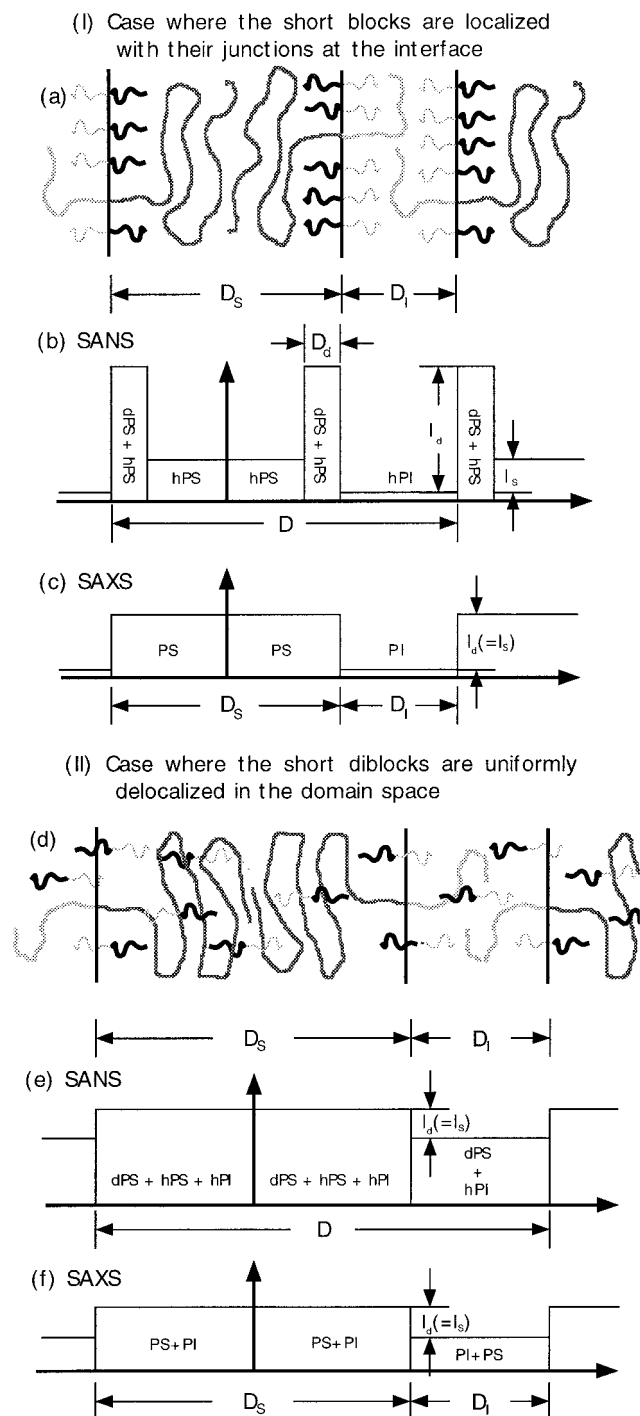 (I) Case where the short blocks are localized
with their junctions at the interface
(a)
D_S D_I
(b) SANS
D_d
dPS + hPS
hPS
hPS
dPS + hPS
I_d
hPI
dPS + hPS
I_s
D
(c) SAXS
PS
PS
PI
I_d(=I_s)
D_S D_I
(II) Case where the short diblocks are uniformly
delocalized in the domain space
(d)
D_S D_I
(e) SANS
I_d(=I_s)
dPS + hPS + hPI
dPS + hPS + hPI
dPS
+
hPI
D
(f) SAXS
I_d(=I_s)
PS+PI
PS+PI
PI+PS
D_S D_I